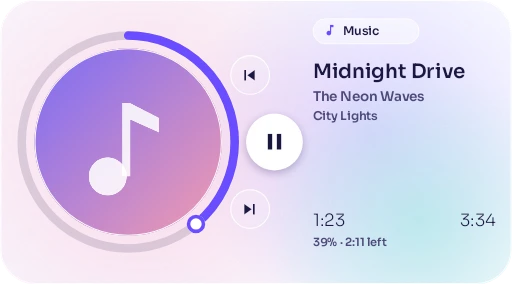 Music
Midnight Drive
The Neon Waves
City Lights
1:23 3:34
39% · 2:11 left